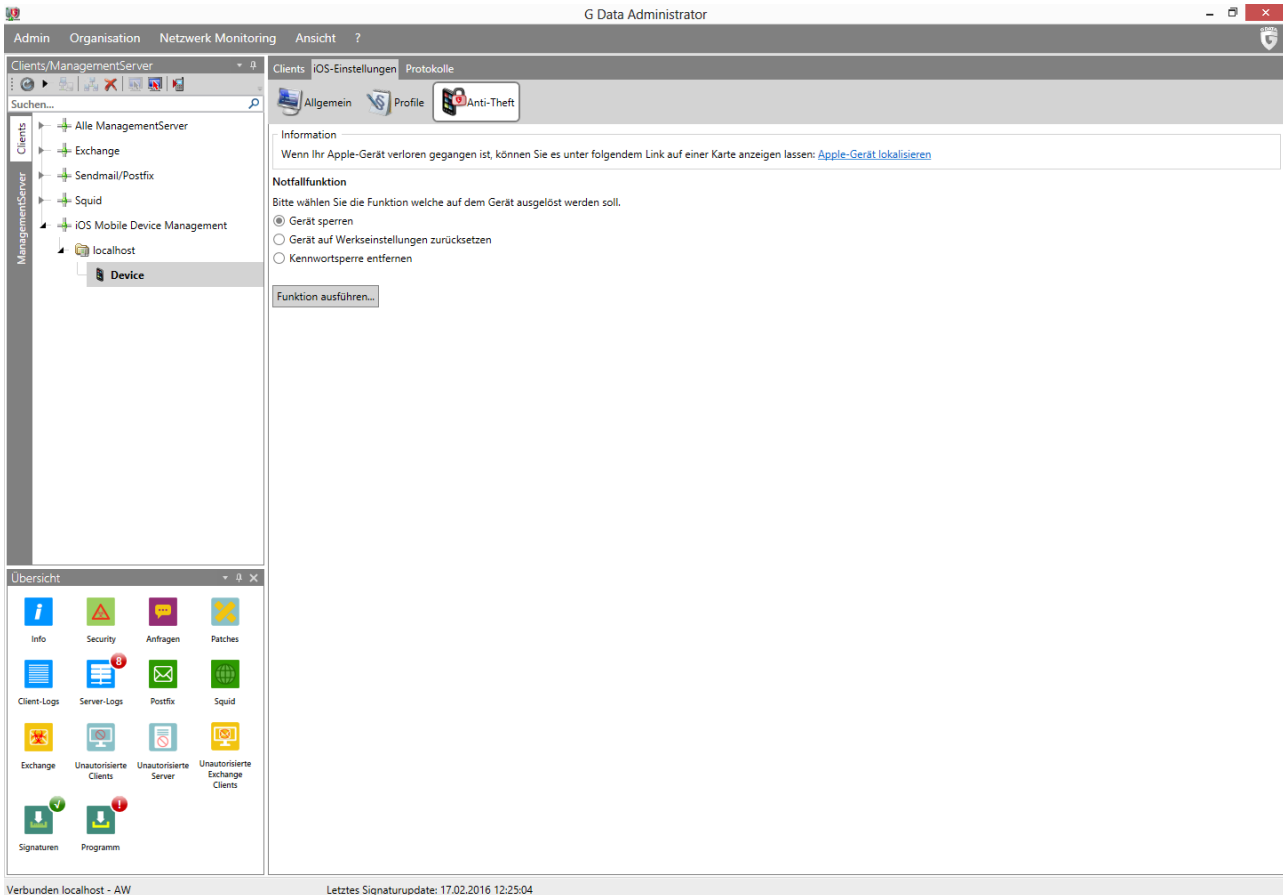 G Data Administrator
Admin Organisation Netzwerk Monitoring Ansicht ?
G DATA
Clients/ManagementServer
Suchen...
Clients
ManagementServer
Alle ManagementServer
Exchange
Sendmail/Postfix
Squid
iOS Mobile Device Management
localhost
Device
Clients iOS-Einstellungen Protokolle
Allgemein Profile Anti-Theft
Information
Wenn Ihr Apple-Gerät verloren gegangen ist, können Sie es unter folgendem Link auf einer Karte anzeigen lassen: Apple-Gerät lokalisieren
Notfallfunktion
Bitte wählen Sie die Funktion welche auf dem Gerät ausgelöst werden soll.
Gerät sperren
Gerät auf Werkseinstellungen zurücksetzen
Kennwortsperre entfernen
Funktion ausführen...
Übersicht
Info Security Anfragen Patches
8
Client-Logs Server-Logs Postfix Squid
Exchange Unautorisierte Clients Unautorisierte Server Unautorisierte Exchange Clients
Signaturen Programm
Verbunden localhost - AW
Letztes Signaturupdate: 17.02.2016 12:25:04